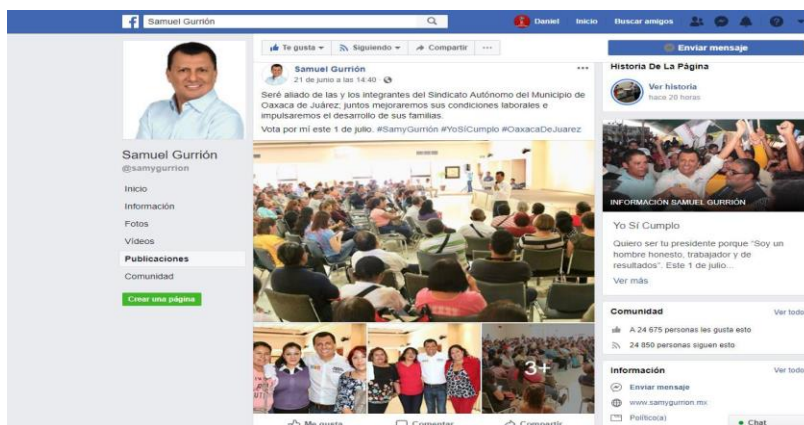 Samuel Gurrión
Daniel Inicio Buscar amigos
Te gusta Siguiendo Compartir
Enviar mensaje
Samuel Gurrión
@samygurrion
Inicio
Información
Fotos
Vídeos
Publicaciones
Comunidad
Crear una página
Samuel Gurrión
21 de junio a las 14:40
Seré aliado de las y los integrantes del Sindicato Autónomo del Municipio de
Oaxaca de Juárez; juntos mejoraremos sus condiciones laborales e
impulsaremos el desarrollo de sus familias.
Vota por mí este 1 de julio. #SamyGurrión #YoSíCumplo #OaxacaDeJuarez
3+
Me gusta Comentar Compartir
Historia De La Página
Ver historia
hace 20 horas
INFORMACIÓN SAMUEL GURRIÓN
Yo Sí Cumplo
Quiero ser tu presidente porque "Soy un
hombre honesto, trabajador y de
resultados". Este 1 de julio...
Ver más
Comunidad Ver todo
A 24 675 personas les gusta esto
24 850 personas siguen esto
Información Ver todo
Enviar mensaje
www.samygurrion.mx
Político(a)
Chat